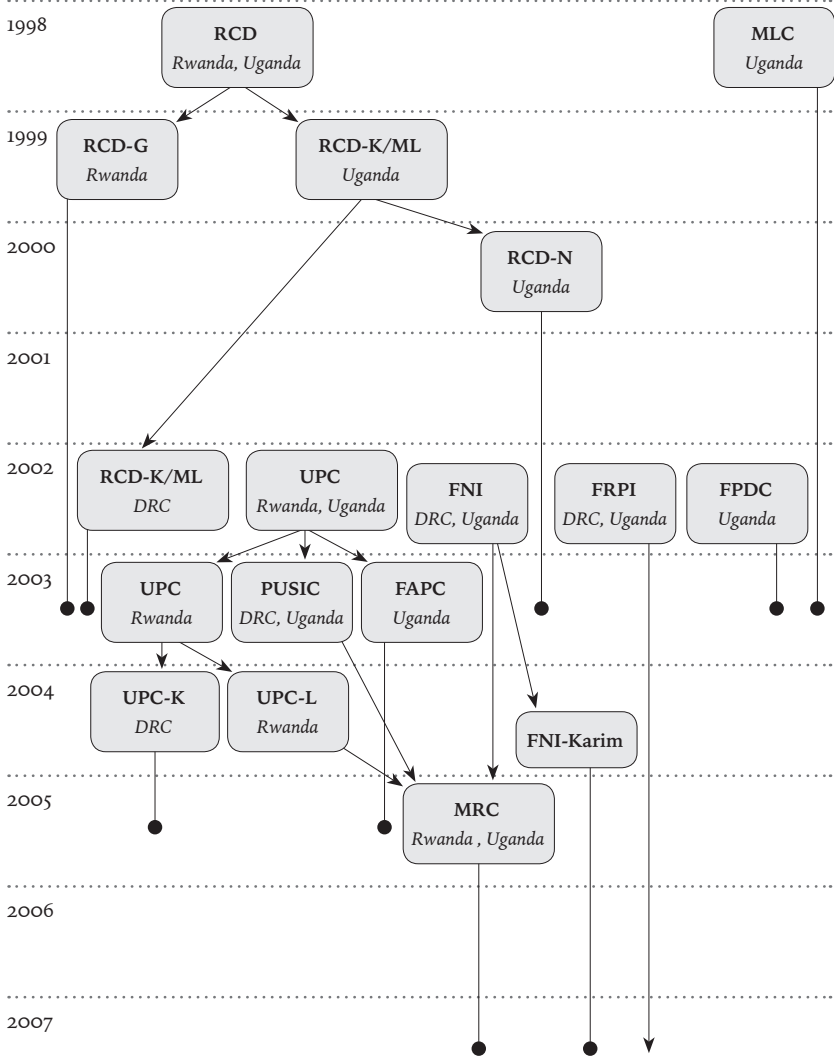 1998
RCD
Rwanda, Uganda
MLC
Uganda
1999
RCD-G
Rwanda
RCD-K/ML
Uganda
2000
RCD-N
Uganda
2001
2002
RCD-K/ML
DRC
UPC
Rwanda, Uganda
FNI
DRC, Uganda
FRPI
DRC, Uganda
FPDC
Uganda
2003
UPC
Rwanda
PUSIC
DRC, Uganda
FAPC
Uganda
2004
UPC-K
DRC
UPC-L
Rwanda
FNI-Karim
2005
MRC
Rwanda , Uganda
2006
2007